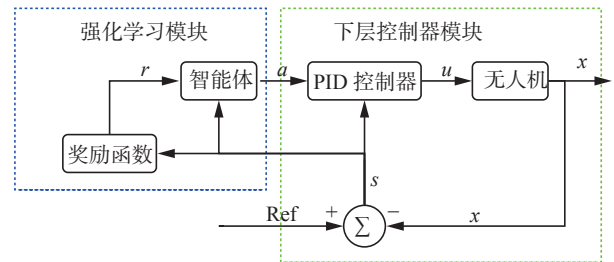 强化学习模块
下层控制器模块
r
智能体
a
PID 控制器
u
无人机
x
奖励函数
s
Ref
+
Σ
−
x